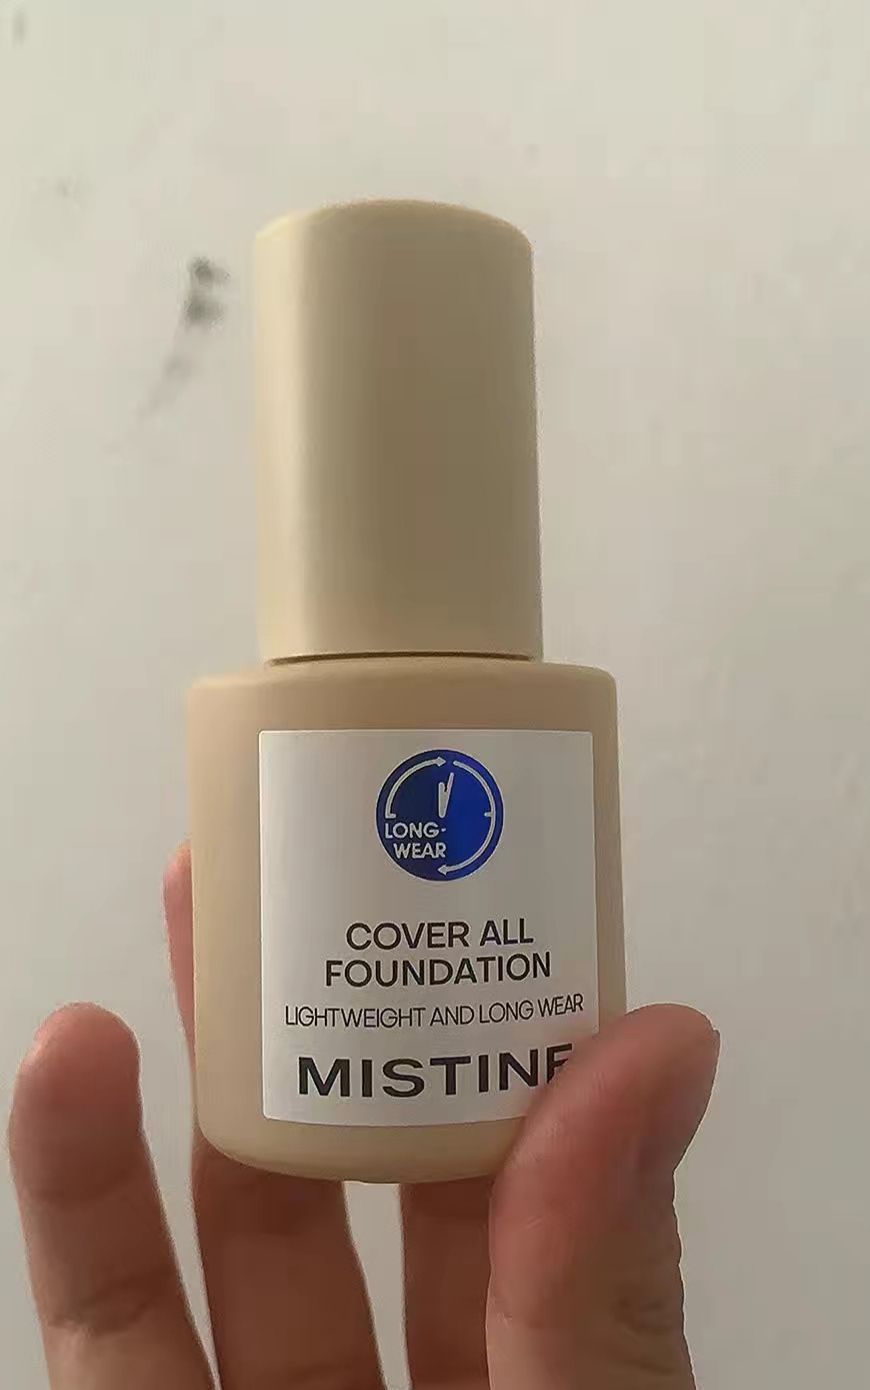 LONG-
WEAR
COVER ALL
FOUNDATION
LIGHTWEIGHT AND LONG WEAR
MISTINE